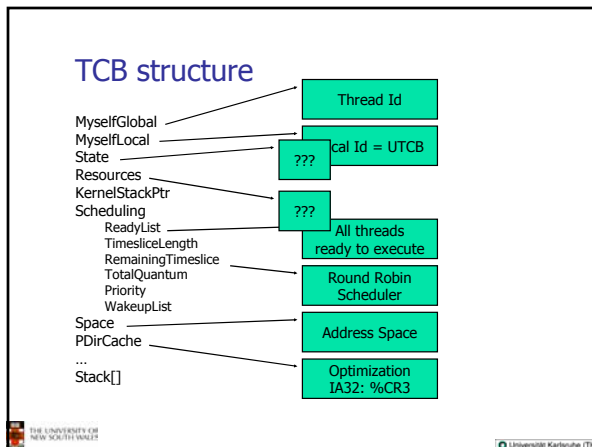 TCB structure
MyselfGlobal
MyselfLocal
State
Resources
KernelStackPtr
Scheduling
ReadyList
TimesliceLength
RemainingTimeslice
TotalQuantum
Priority
WakeupList
Space
PDirCache
…
Stack[]
Thread Id
cal Id = UTCB
???
???
All threads
ready to execute
Round Robin
Scheduler
Address Space
Optimization
IA32: %CR3
THE UNIVERSITY OF
NEW SOUTH WALES
Universität Karlsruhe (TH